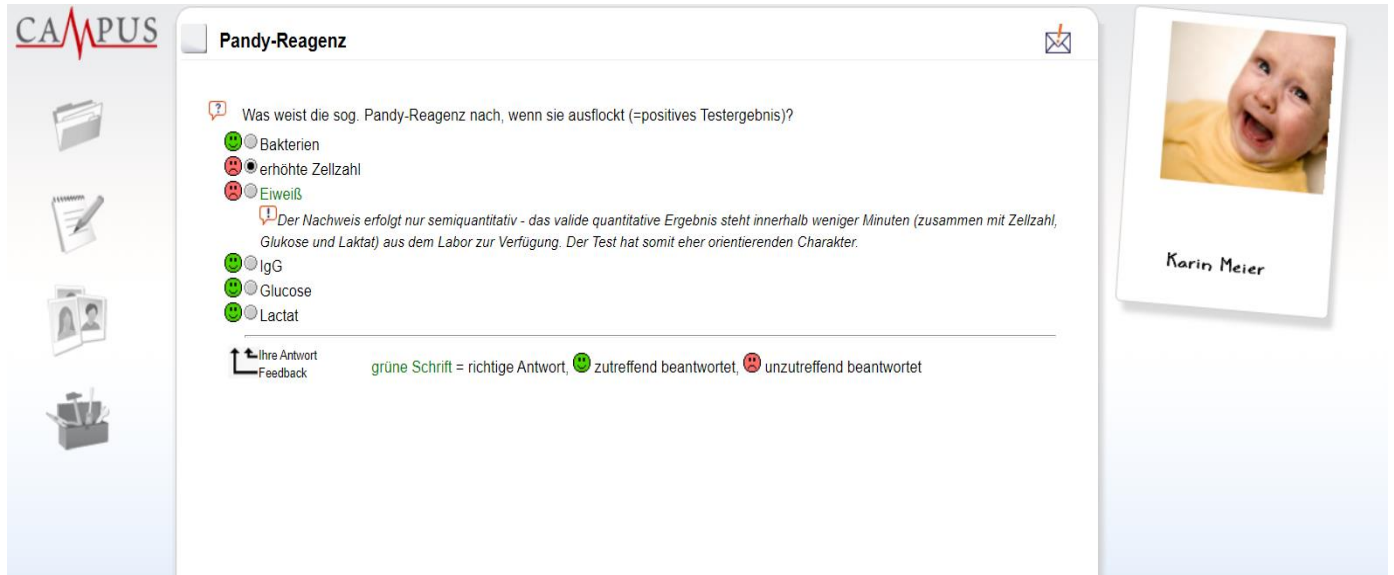 CAMPUS
Pandy-Reagenz
Was weist die sog. Pandy-Reagenz nach, wenn sie ausflockt (=positives Testergebnis)?
Bakterien
erhöhte Zellzahl
Eiweiß
Der Nachweis erfolgt nur semiquantitativ - das valide quantitative Ergebnis steht innerhalb weniger Minuten (zusammen mit Zellzahl,
Glukose und Laktat) aus dem Labor zur Verfügung. Der Test hat somit eher orientierenden Charakter.
IgG
Glucose
Lactat
Ihre Antwort
Feedback
grüne Schrift = richtige Antwort, zutreffend beantwortet, unzutreffend beantwortet
Karin Meier